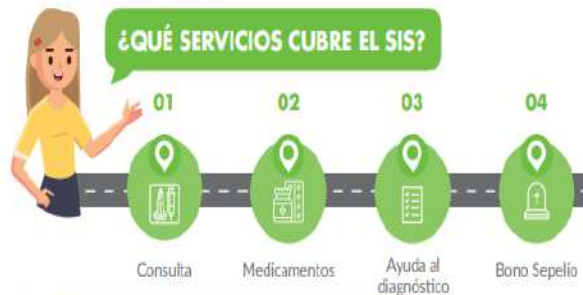 ¿QUÉ SERVICIOS CUBRE EL SIS?
01
02
03
04
Consulta
Medicamentos
Ayuda al
diagnóstico
Bono Sepelio